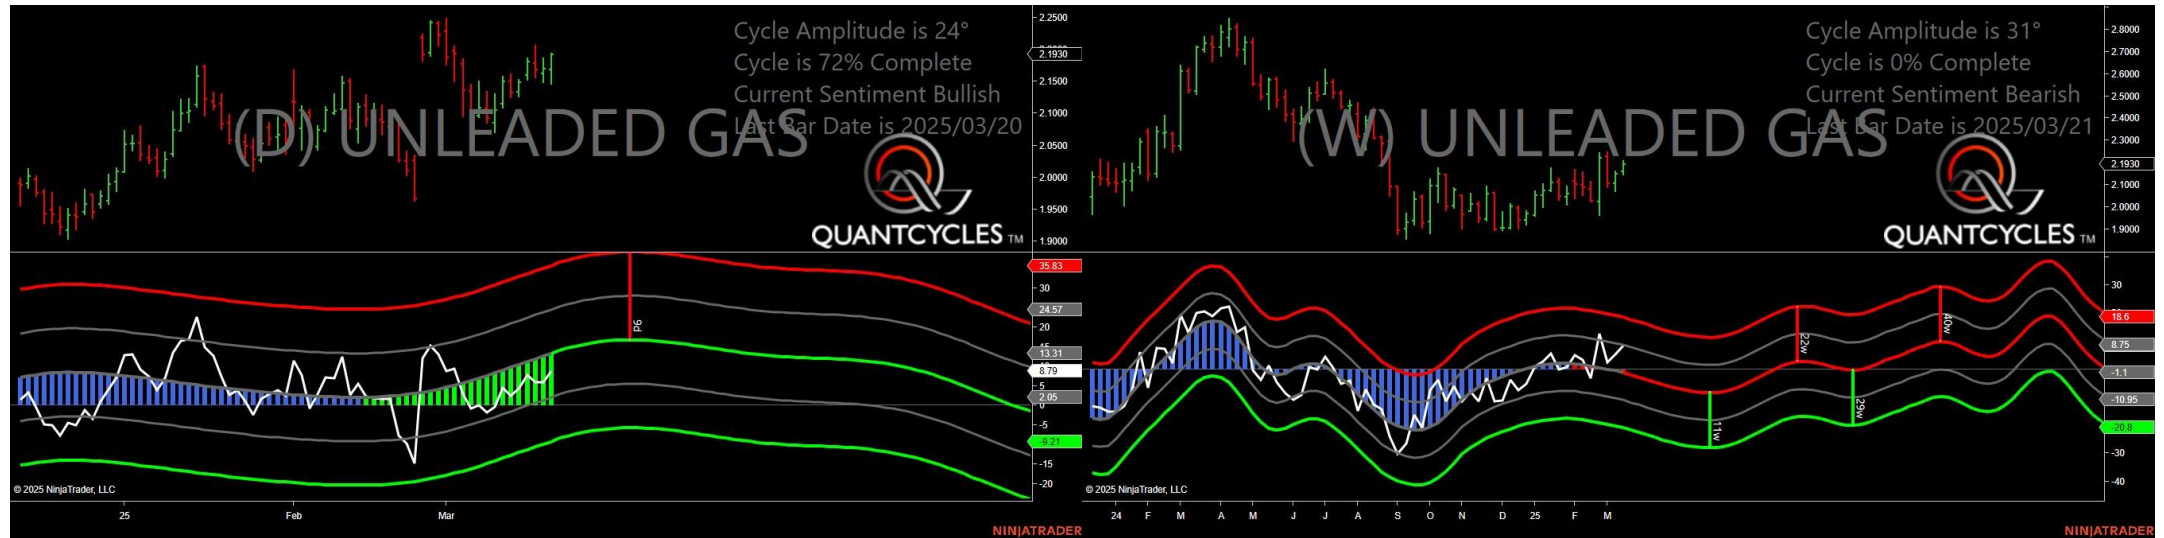 Cycle Amplitude is 24°
Cycle is 72% Complete
Current Sentiment Bullish
Last Bar Date is 2025/03/20
(D) UNLEADED GAS
QUANTCYCLES TM
2.2500
2.1930
2.1500
2.1000
2.0500
2.0000
1.9500
1.9000
35.83
30
24.57
20
13.31
8.79
5
2.05
0
-5
-9.21
-15
-20
9d
© 2025 NinjaTrader, LLC
25 Feb Mar
NINJATRADER
Cycle Amplitude is 31°
Cycle is 0% Complete
Current Sentiment Bearish
Last Bar Date is 2025/03/21
(W) UNLEADED GAS
QUANTCYCLES TM
2.8000
2.7000
2.6000
2.5000
2.4000
2.3000
2.1930
2.1000
2.0000
1.9000
30
18.6
8.75
-1.1
-10.95
-20.8
-30
-40
11w
22w
29w
40w
© 2025 NinjaTrader, LLC
24 F M A M J J A S O N D 25 F M
NINJATRADER